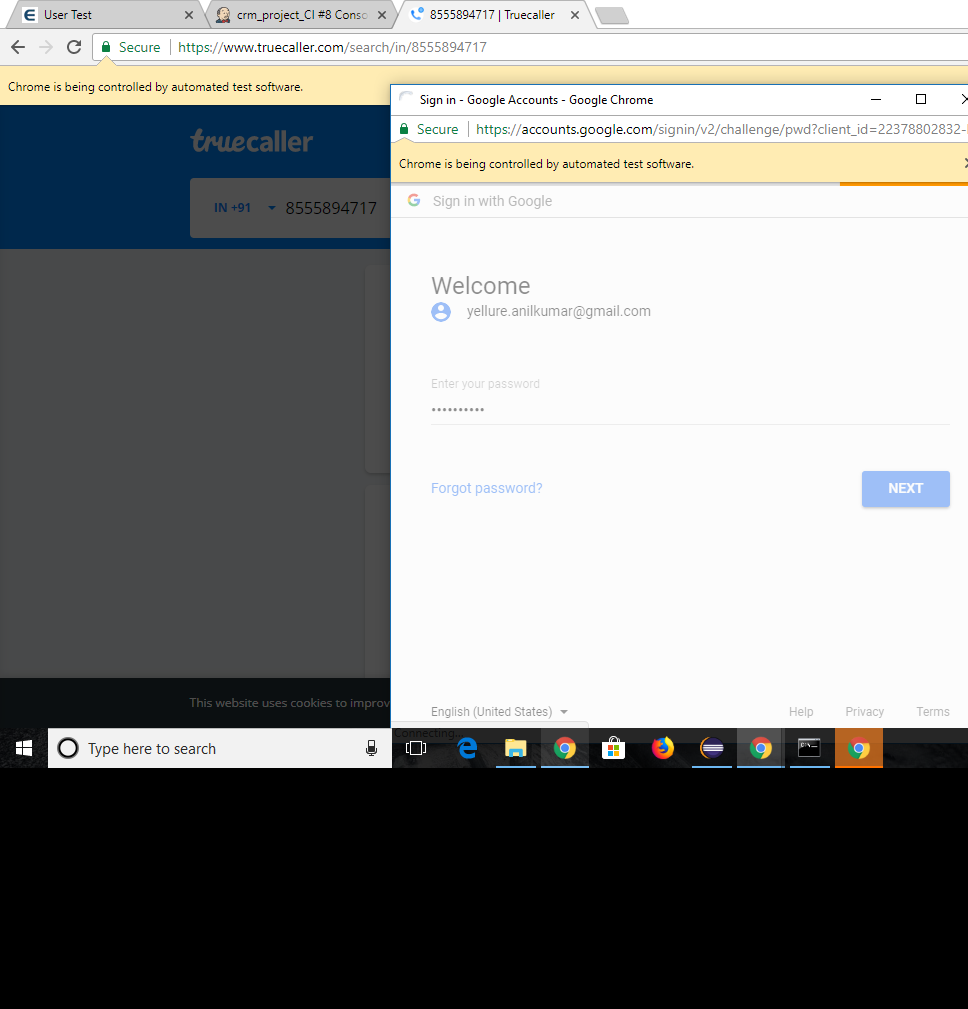 User Test
crm_project_CI #8 Conso
8555894717 | Truecaller
Secure
https://www.truecaller.com/search/in/8555894717
Chrome is being controlled by automated test software.
truecaller
IN +91
8555894717
This website uses cookies to improv
Sign in - Google Accounts - Google Chrome
Secure
https://accounts.google.com/signin/v2/challenge/pwd?client_id=22378802832-
Chrome is being controlled by automated test software.
Sign in with Google
Welcome
yellure.anilkumar@gmail.com
Enter your password
••••••••••
Forgot password?
NEXT
English (United States)
Help
Privacy
Terms
Connecting...
Type here to search